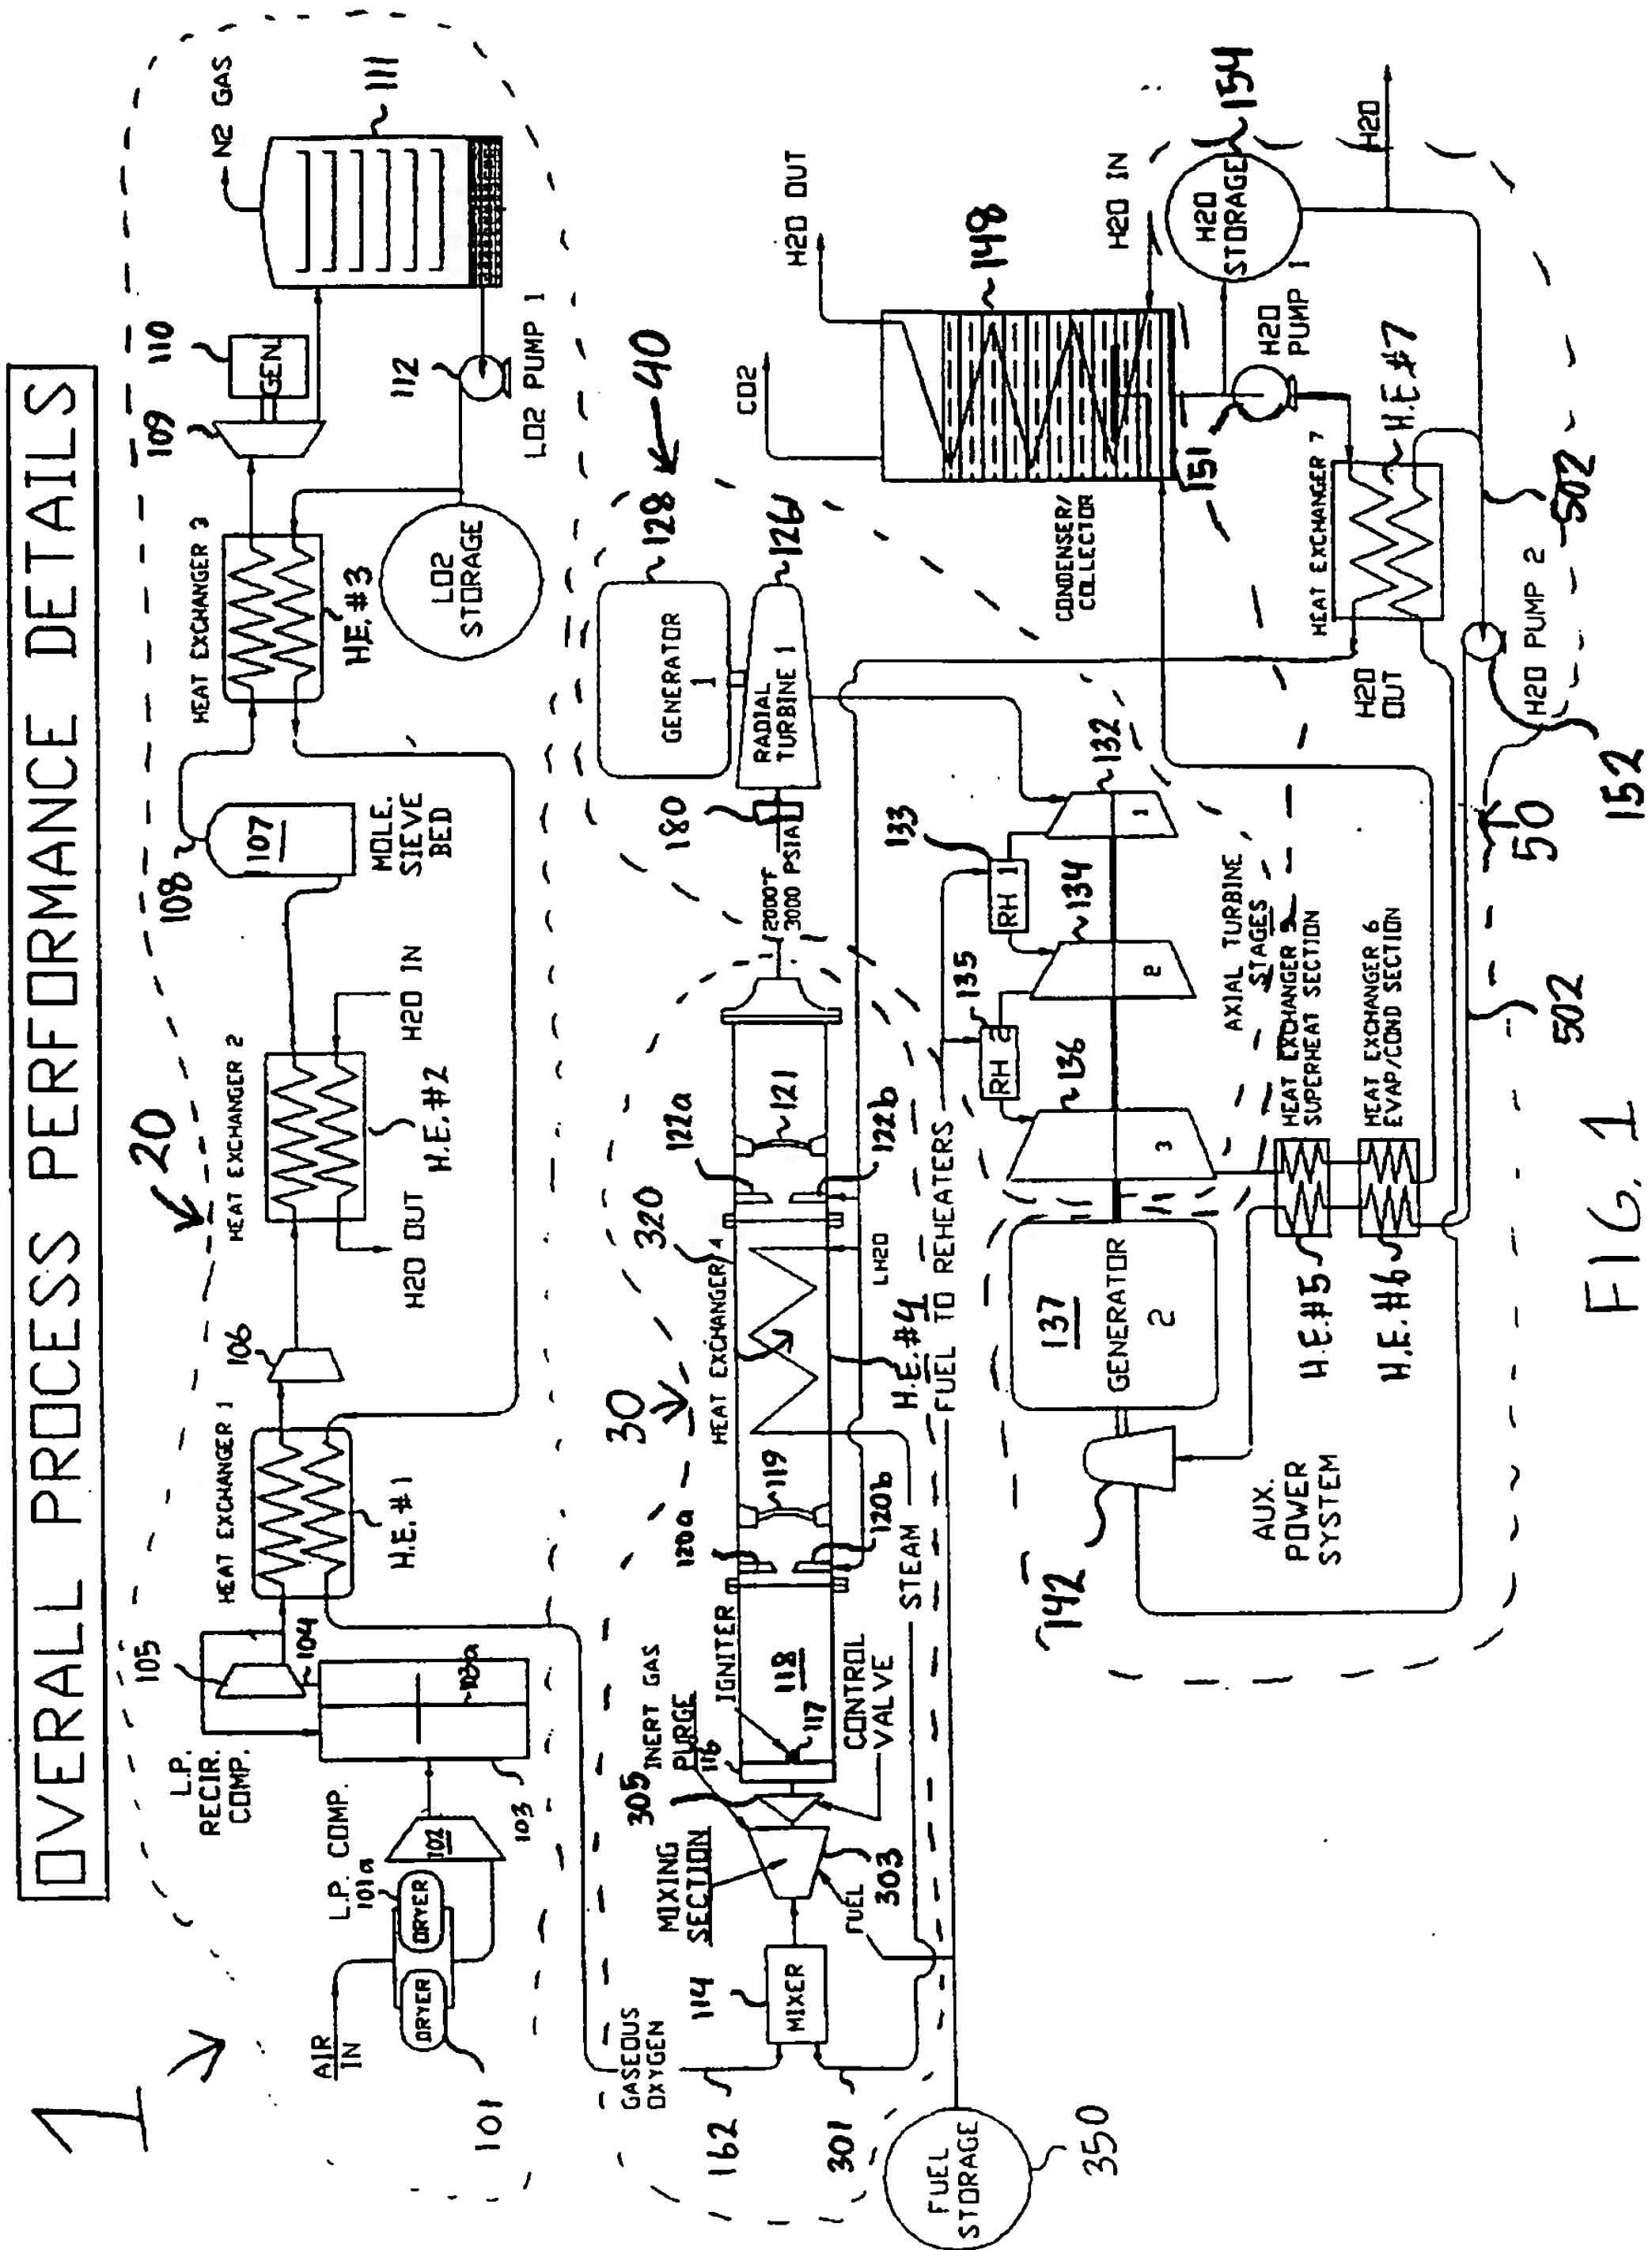 OVERALL PROCESS PERFORMANCE DETAILS
1
20
AIR
IN
DRYER
DRYER
101
101a
L.P. COMP.
102
103
103a
L.P.
RECIR.
COMP.
105
104
HEAT EXCHANGER 1
H.E. #1
106
HEAT EXCHANGER 2
H.E. #2
H2O OUT
H2O IN
107
108
MOLE.
SIEVE
BED
HEAT EXCHANGER 3
H.E. #3
109
110
GEN.
N2 GAS
111
112
LO2 PUMP 1
LO2
STORAGE
GASEOUS
OXYGEN
162
301
114
MIXER
MIXING
SECTION
FUEL
303
305
INERT GAS
PURGE
116
IGNITER
118
117
CONTROL
VALVE
30
120a
120b
119
HEAT EXCHANGER 4
320
H.E. #4
LH2O
STEAM
122a
122b
121
2000°F
3000 PSIA
180
GENERATOR
1
128
40
RADIAL
TURBINE 1
126
FUEL
STORAGE
350
FUEL TO REHEATERS
133
RH 1
135
RH 2
132
134
136
1
2
3
AXIAL TURBINE
STAGES
GENERATOR
2
137
142
AUX.
POWER
SYSTEM
HEAT EXCHANGER 5
SUPERHEAT SECTION
HEAT EXCHANGER 6
EVAP/COND SECTION
H.E. #5
H.E. #6
CO2
H2O OUT
148
H2O IN
CONDENSER/
COLLECTOR
151
H2O
PUMP 1
H2O
STORAGE
154
H2O
HEAT EXCHANGER 7
H.E. #7
H2O
OUT
H2O PUMP 2
152
50
502
502
502
FIG. 1